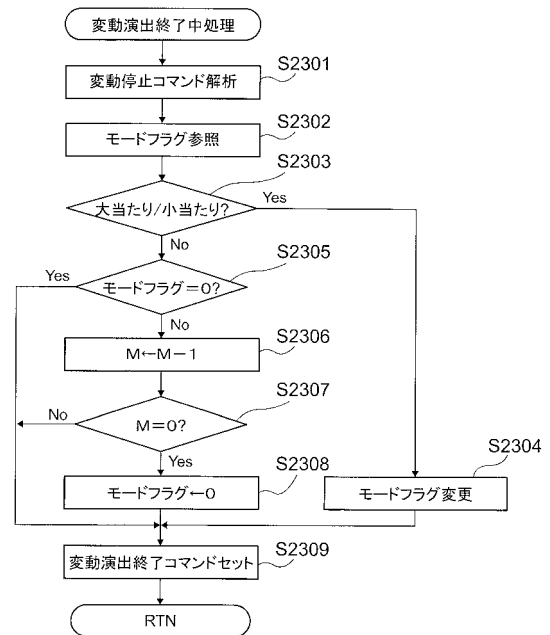 変動演出終了中処理
S2301
変動停止コマンド解析
S2302
モードフラグ参照
S2303
大当たり/小当たり?
Yes
No
S2305
Yes
モードフラグ=0?
No
S2306
M←M−1
S2307
No
M=0?
Yes
S2308
S2304
モードフラグ←0
モードフラグ変更
S2309
変動演出終了コマンドセット
RTN